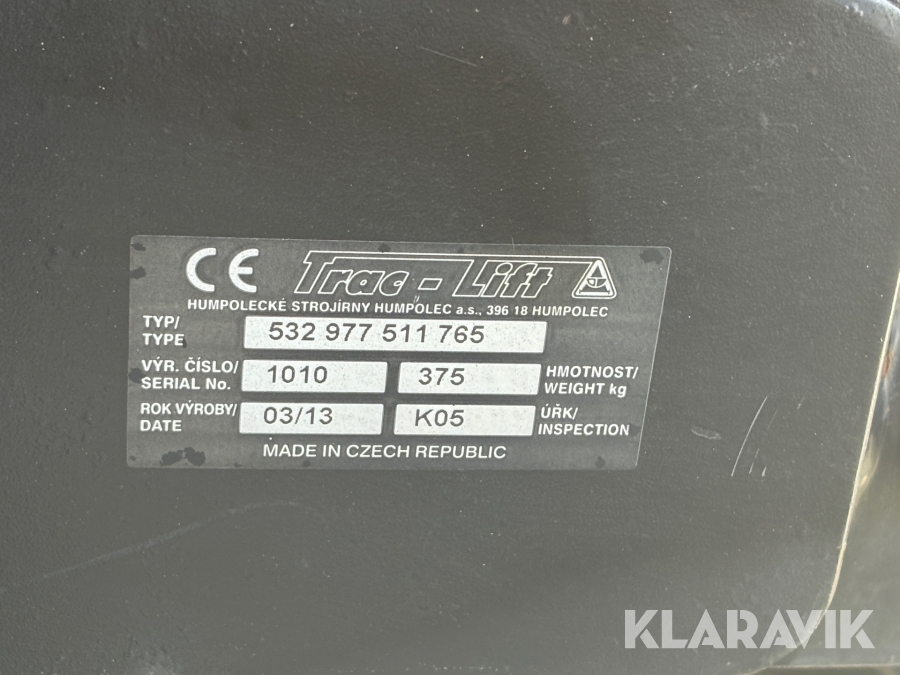 CE Trac-Lift
HUMPOLECKÉ STROJÍRNY HUMPOLEC a.s., 396 18 HUMPOLEC
TYP/ TYPE 532 977 511 765
VÝR. ČÍSLO/ SERIAL No. 1010 375 HMOTNOST/ WEIGHT kg
ROK VÝROBY/ DATE 03/13 K05 ÚŘK/ INSPECTION
MADE IN CZECH REPUBLIC
KLARAVIK